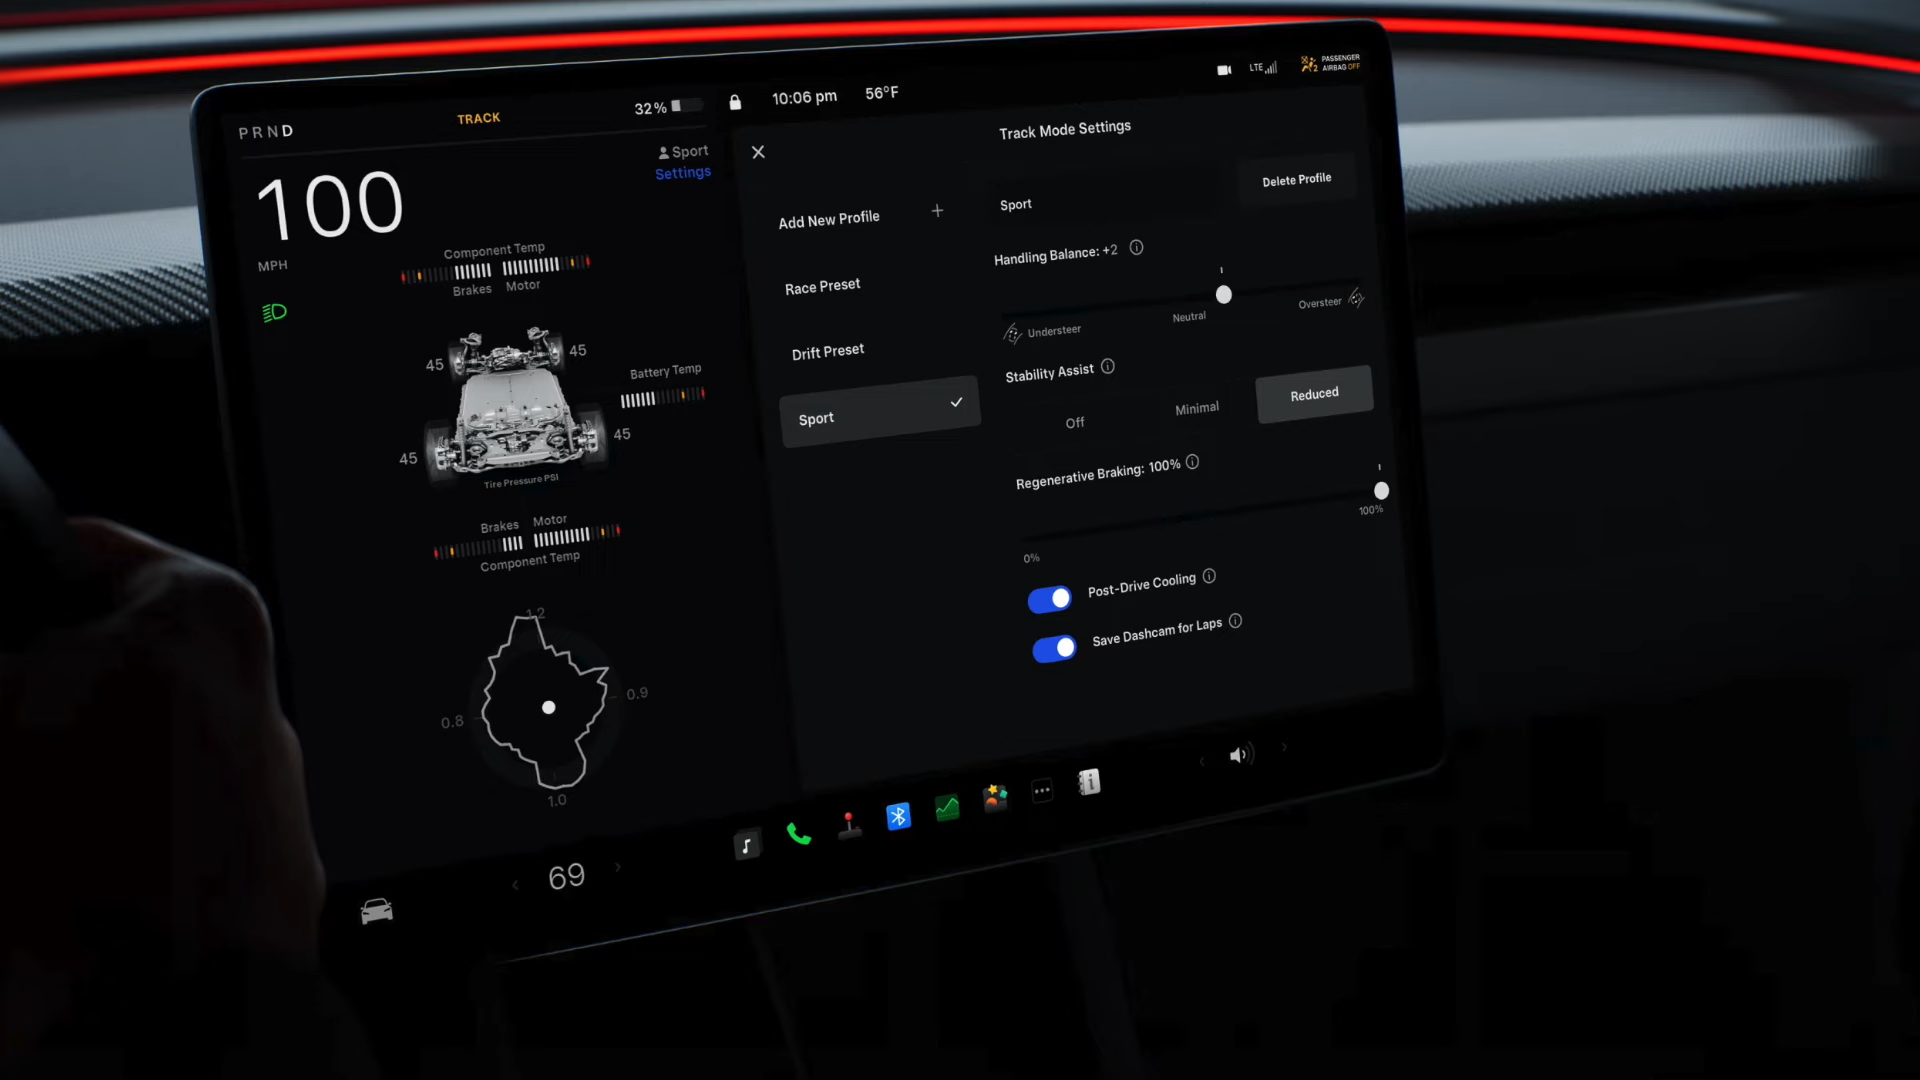 PRND
TRACK
32%
10:06 pm
56°F
LTE
2
PASSENGER
AIRBAG OFF
100
MPH
Sport
Settings
Component Temp
Brakes Motor
45
45
45
45
Tire Pressure PSI
Battery Temp
Brakes Motor
Component Temp
1.2
0.8
0.9
1.0
Track Mode Settings
Add New Profile
Race Preset
Drift Preset
Sport
Sport
Delete Profile
Handling Balance: +2
Understeer
Neutral
Oversteer
Stability Assist
Off
Minimal
Reduced
Regenerative Braking: 100%
0%
100%
Post-Drive Cooling
Save Dashcam for Laps
69